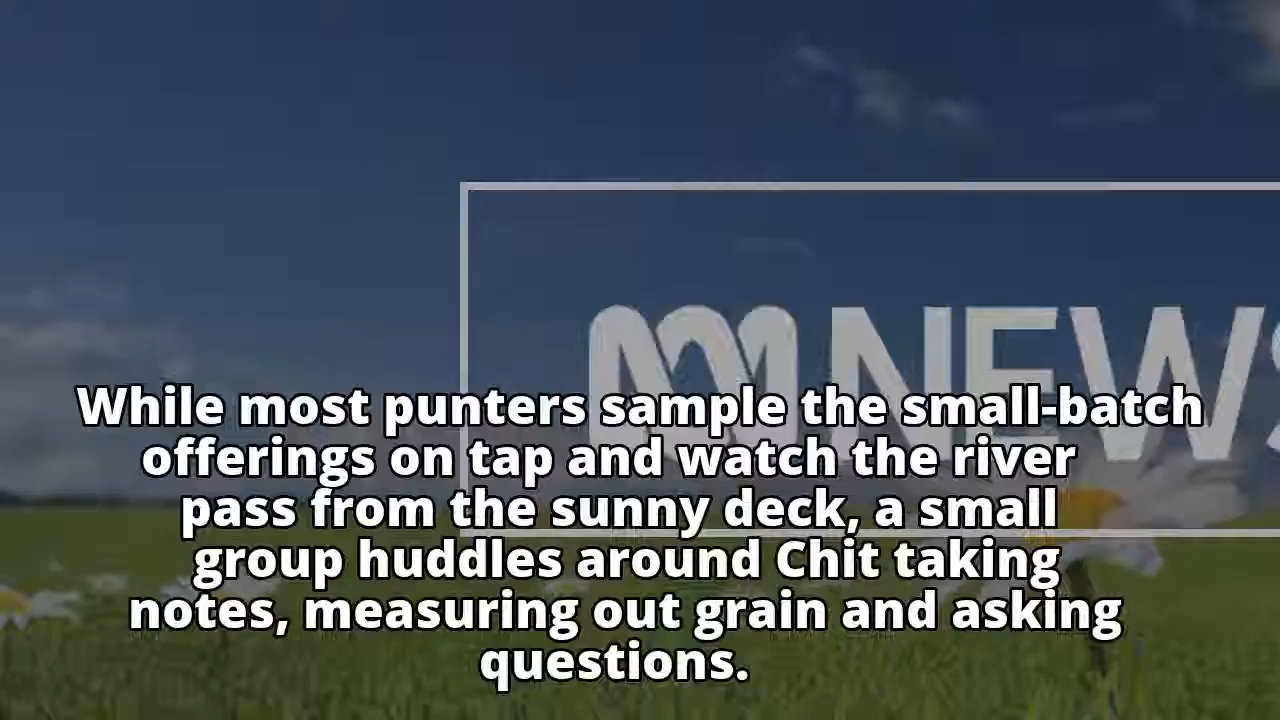 NEWS
While most punters sample the small-batch
offerings on tap and watch the river
pass from the sunny deck, a small
group huddles around Chit taking
notes, measuring out grain and asking
questions.